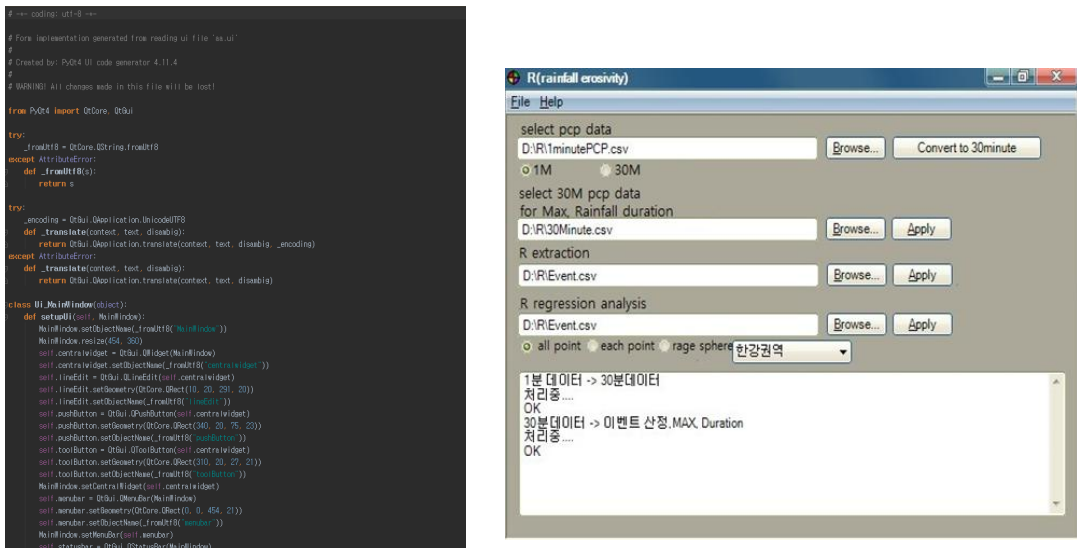 # -*- coding: utf-8 -*-
# Form implementation generated from reading ui file 'aa.ui'
#
# Created by: PyQt4 UI code generator 4.11.4
#
# WARNING! All changes made in this file will be lost!
from PyQt4 import QtCore, QtGui
try:
    _fromUtf8 = QtCore.QString.fromUtf8
except AttributeError:
    def _fromUtf8(s):
        return s
try:
    _encoding = QtGui.QApplication.UnicodeUTF8
    def _translate(context, text, disambig):
        return QtGui.QApplication.translate(context, text, disambig, _encoding)
except AttributeError:
    def _translate(context, text, disambig):
        return QtGui.QApplication.translate(context, text, disambig)
class Ui_MainWindow(object):
    def setupUi(self, MainWindow):
        MainWindow.setObjectName(_fromUtf8("MainWindow"))
        MainWindow.resize(454, 360)
        self.centralwidget = QtGui.QWidget(MainWindow)
        self.centralwidget.setObjectName(_fromUtf8("centralwidget"))
        self.lineEdit = QtGui.QLineEdit(self.centralwidget)
        self.lineEdit.setGeometry(QtCore.QRect(10, 20, 291, 20))
        self.lineEdit.setObjectName(_fromUtf8("lineEdit"))
        self.pushButton = QtGui.QPushButton(self.centralwidget)
        self.pushButton.setGeometry(QtCore.QRect(340, 20, 75, 23))
        self.pushButton.setObjectName(_fromUtf8("pushButton"))
        self.toolButton = QtGui.QToolButton(self.centralwidget)
        self.toolButton.setGeometry(QtCore.QRect(310, 20, 27, 21))
        self.toolButton.setObjectName(_fromUtf8("toolButton"))
        MainWindow.setCentralWidget(self.centralwidget)
        self.menubar = QtGui.QMenuBar(MainWindow)
        self.menubar.setGeometry(QtCore.QRect(0, 0, 454, 21))
        self.menubar.setObjectName(_fromUtf8("menubar"))
        MainWindow.setMenuBar(self.menubar)
        self.statusbar = QtGui.QStatusBar(MainWindow)
R(rainfall erosivity)
File Help
select pcp data
D:\R\1minutePCP.csv Browse... Convert to 30minute
1M 30M
select 30M pcp data
for Max, Rainfall duration
D:\R\30Minute.csv Browse... Apply
R extraction
D:\R\Event.csv Browse... Apply
R regression analysis
D:\R\Event.csv Browse... Apply
all point each point rage sphere 한강권역
1분 데이터 -> 30분데이터
처리중....
OK
30분데이터 -> 이벤트 산정,MAX, Duration
처리중....
OK